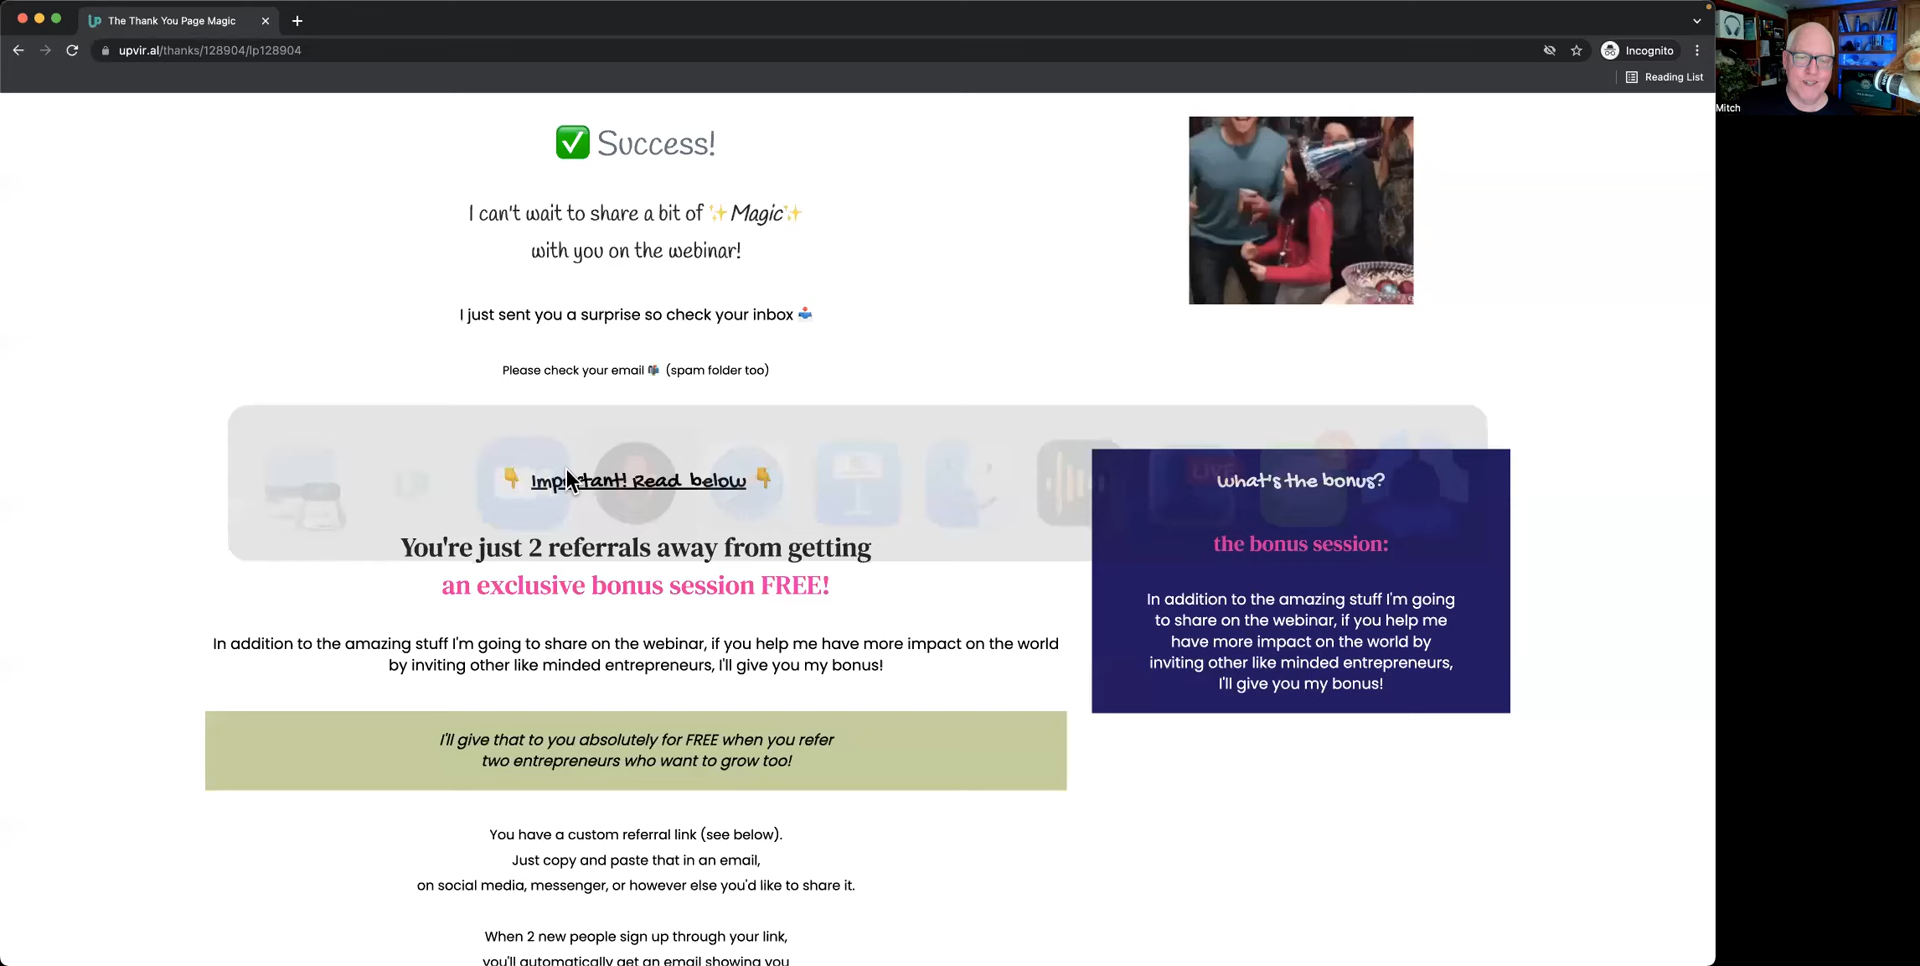 The Thank You Page Magic
upvir.al/thanks/128904/lp128904
Incognito
Reading List
Mitch
✅ Success!
I can't wait to share a bit of ✨Magic✨
with you on the webinar!
I just sent you a surprise so check your inbox 📥
Please check your email 📬 (spam folder too)
👇 Important! Read below 👇
You're just 2 referrals away from getting
an exclusive bonus session FREE!
In addition to the amazing stuff I'm going to share on the webinar, if you help me have more impact on the world
by inviting other like minded entrepreneurs, I'll give you my bonus!
what's the bonus?
the bonus session:
In addition to the amazing stuff I'm going
to share on the webinar, if you help me
have more impact on the world by
inviting other like minded entrepreneurs,
I'll give you my bonus!
I'll give that to you absolutely for FREE when you refer
two entrepreneurs who want to grow too!
You have a custom referral link (see below).
Just copy and paste that in an email,
on social media, messenger, or however else you'd like to share it.
When 2 new people sign up through your link,
you'll automatically get an email showing you